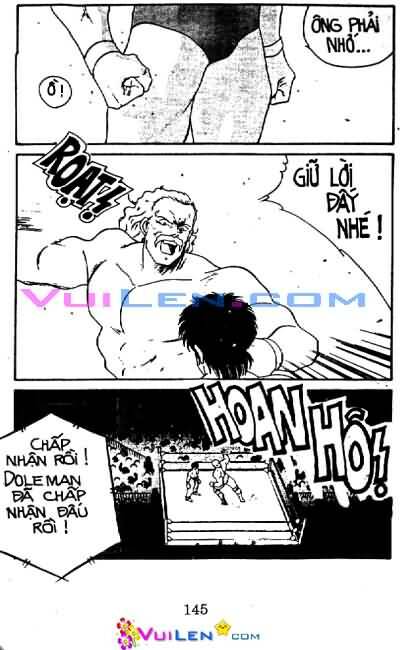 ÔNG PHẢI
NHỚ...
Ồ!
RỌAT!!
GIỮ LỜI
ĐẤY
NHÉ!
VUILEN.COM
HOAN
HÔ!!
CHẤP
NHẬN RỒI!
DOLEMAN
ĐÃ CHẤP
NHẬN ĐẤU
RỒI!
145
VUILEN.COM